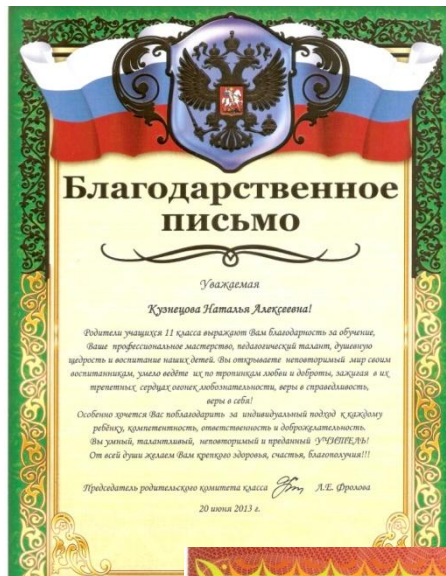 Благодарственное
письмо
Уважаемая
Кузнецова Наталья Алексеевна!
Родители учащихся 11 класса выражают Вам благодарность за обучение,
Ваше профессиональное мастерство, педагогический талант, душевную
щедрость и воспитание наших детей. Вы открываете неповторимый мир своим
воспитанникам, умело ведёте их по тропинкам любви и доброты, зажигая в их
трепетных сердцах огонек любознательности, веры в справедливость,
веры в себя!
Особенно хочется Вас поблагодарить за индивидуальный подход к каждому
ребёнку, компетентность, ответственность и доброжелательность.
Вы умный, талантливый, неповторимый и преданный УЧИТЕЛЬ!
От всей души желаем Вам крепкого здоровья, счастья, благополучия!!!
Председатель родительского комитета класса Л.Е. Фролова
20 июня 2013 г.